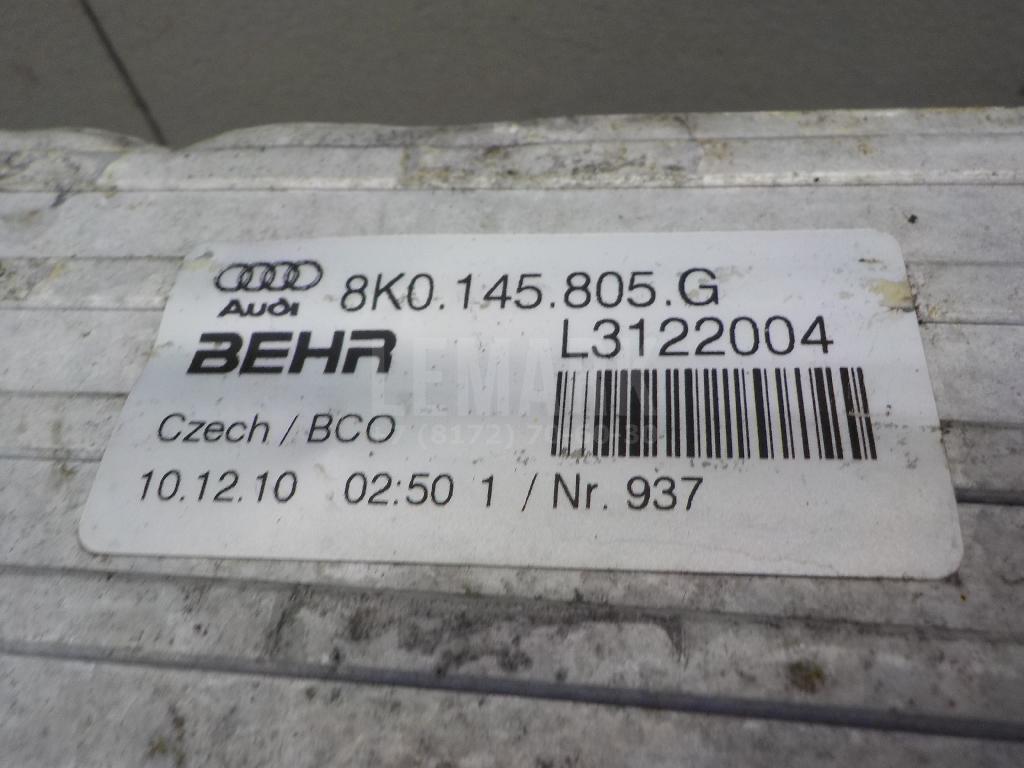 8K0.145.805.G
Audi
BEHR
L3122004
Czech / BCO
10.12.10 02:50 1 / Nr. 937